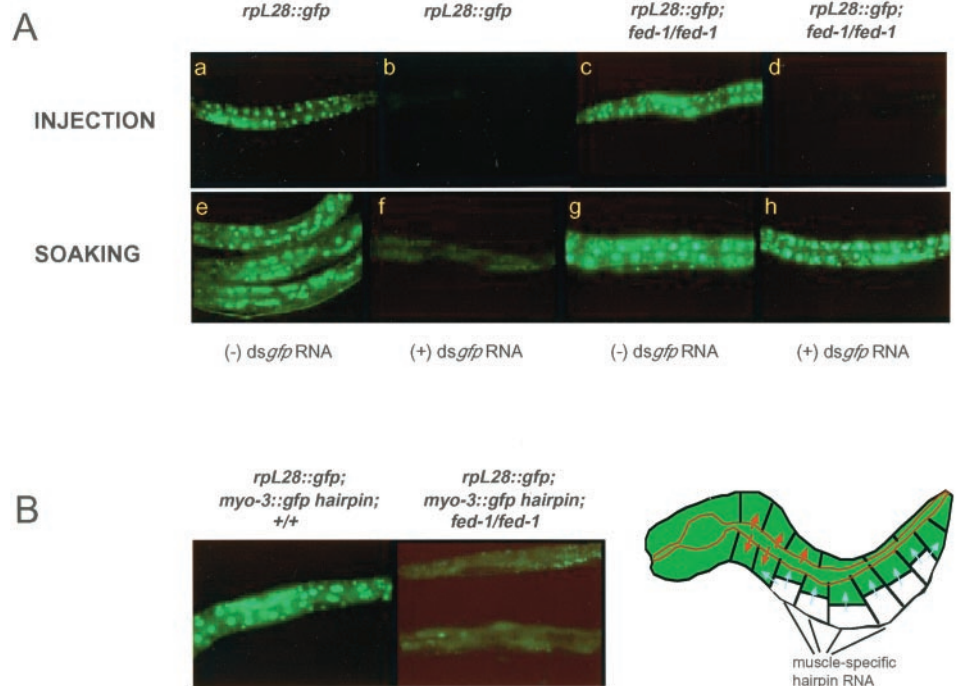 A
rpL28::gfp
rpL28::gfp
rpL28::gfp;
fed-1/fed-1
rpL28::gfp;
fed-1/fed-1
INJECTION
a
b
c
d
SOAKING
e
f
g
h
(-) dsgfp RNA
(+) dsgfp RNA
(-) dsgfp RNA
(+) dsgfp RNA
B
rpL28::gfp;
myo-3::gfp hairpin;
+/+
rpL28::gfp;
myo-3::gfp hairpin;
fed-1/fed-1
muscle-specific
hairpin RNA